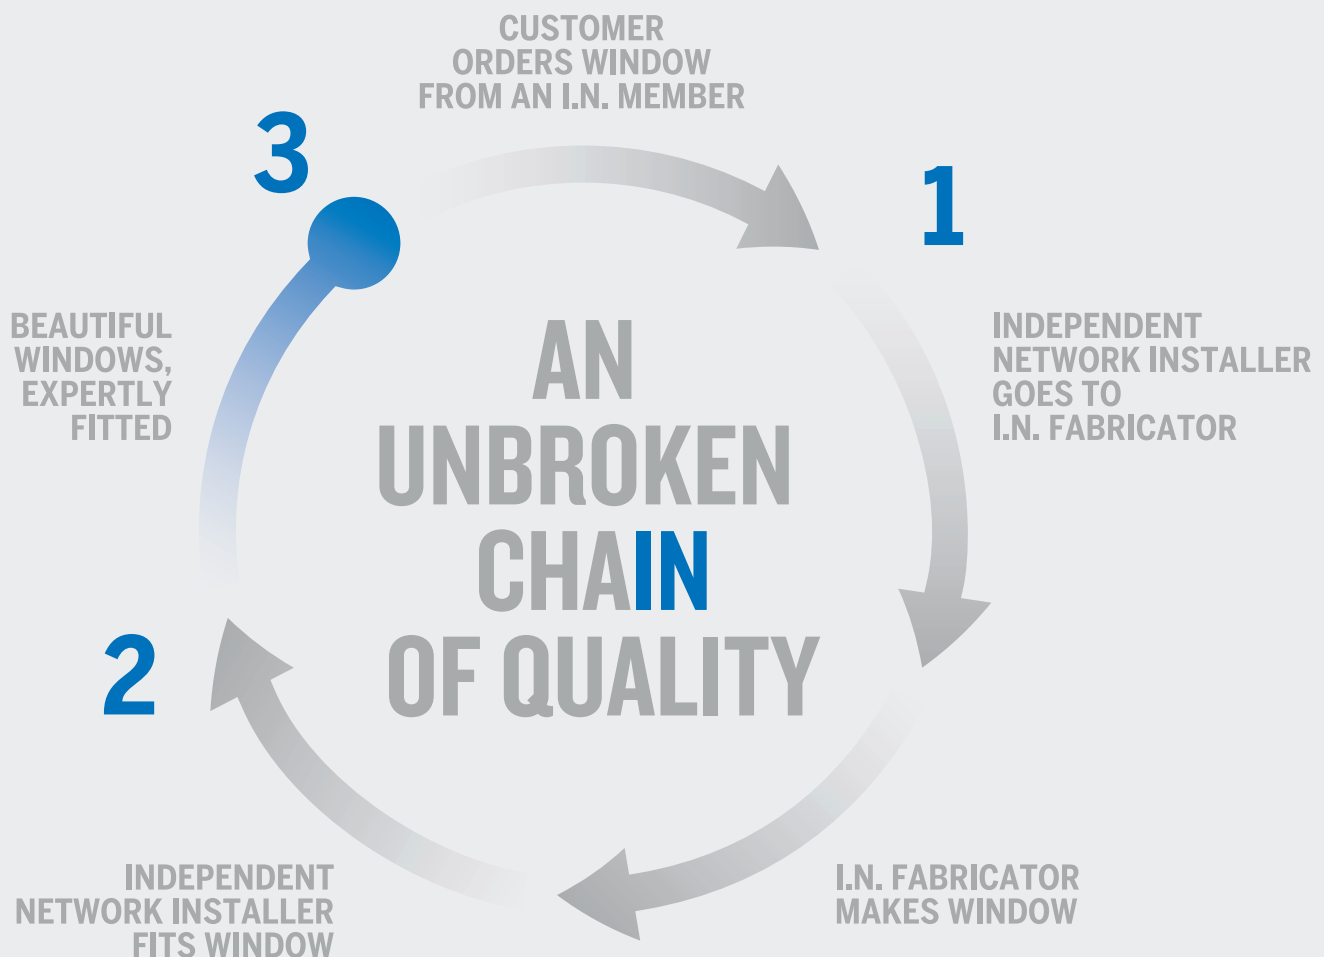 CUSTOMER
ORDERS WINDOW
FROM AN I.N. MEMBER
3
1
BEAUTIFUL
WINDOWS,
EXPERTLY
FITTED
INDEPENDENT
NETWORK INSTALLER
GOES TO
I.N. FABRICATOR
AN
UNBROKEN
CHAIN
OF QUALITY
2
INDEPENDENT
NETWORK INSTALLER
FITS WINDOW
I.N. FABRICATOR
MAKES WINDOW